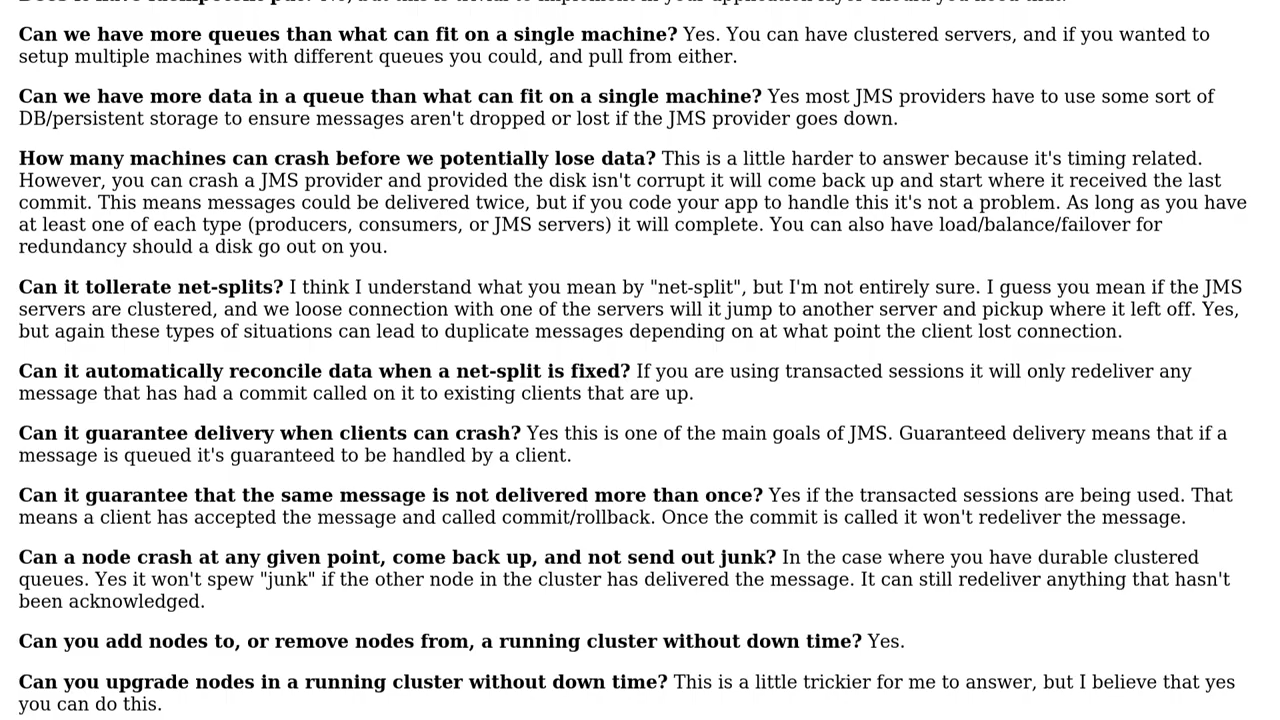 Can we have more queues than what can fit on a single machine? Yes. You can have clustered servers, and if you wanted to
setup multiple machines with different queues you could, and pull from either.
Can we have more data in a queue than what can fit on a single machine? Yes most JMS providers have to use some sort of
DB/persistent storage to ensure messages aren't dropped or lost if the JMS provider goes down.
How many machines can crash before we potentially lose data? This is a little harder to answer because it's timing related.
However, you can crash a JMS provider and provided the disk isn't corrupt it will come back up and start where it received the last
commit. This means messages could be delivered twice, but if you code your app to handle this it's not a problem. As long as you have
at least one of each type (producers, consumers, or JMS servers) it will complete. You can also have load/balance/failover for
redundancy should a disk go out on you.
Can it tollerate net-splits? I think I understand what you mean by "net-split", but I'm not entirely sure. I guess you mean if the JMS
servers are clustered, and we loose connection with one of the servers will it jump to another server and pickup where it left off. Yes,
but again these types of situations can lead to duplicate messages depending on at what point the client lost connection.
Can it automatically reconcile data when a net-split is fixed? If you are using transacted sessions it will only redeliver any
message that has had a commit called on it to existing clients that are up.
Can it guarantee delivery when clients can crash? Yes this is one of the main goals of JMS. Guaranteed delivery means that if a
message is queued it's guaranteed to be handled by a client.
Can it guarantee that the same message is not delivered more than once? Yes if the transacted sessions are being used. That
means a client has accepted the message and called commit/rollback. Once the commit is called it won't redeliver the message.
Can a node crash at any given point, come back up, and not send out junk? In the case where you have durable clustered
queues. Yes it won't spew "junk" if the other node in the cluster has delivered the message. It can still redeliver anything that hasn't
been acknowledged.
Can you add nodes to, or remove nodes from, a running cluster without down time? Yes.
Can you upgrade nodes in a running cluster without down time? This is a little trickier for me to answer, but I believe that yes
you can do this.